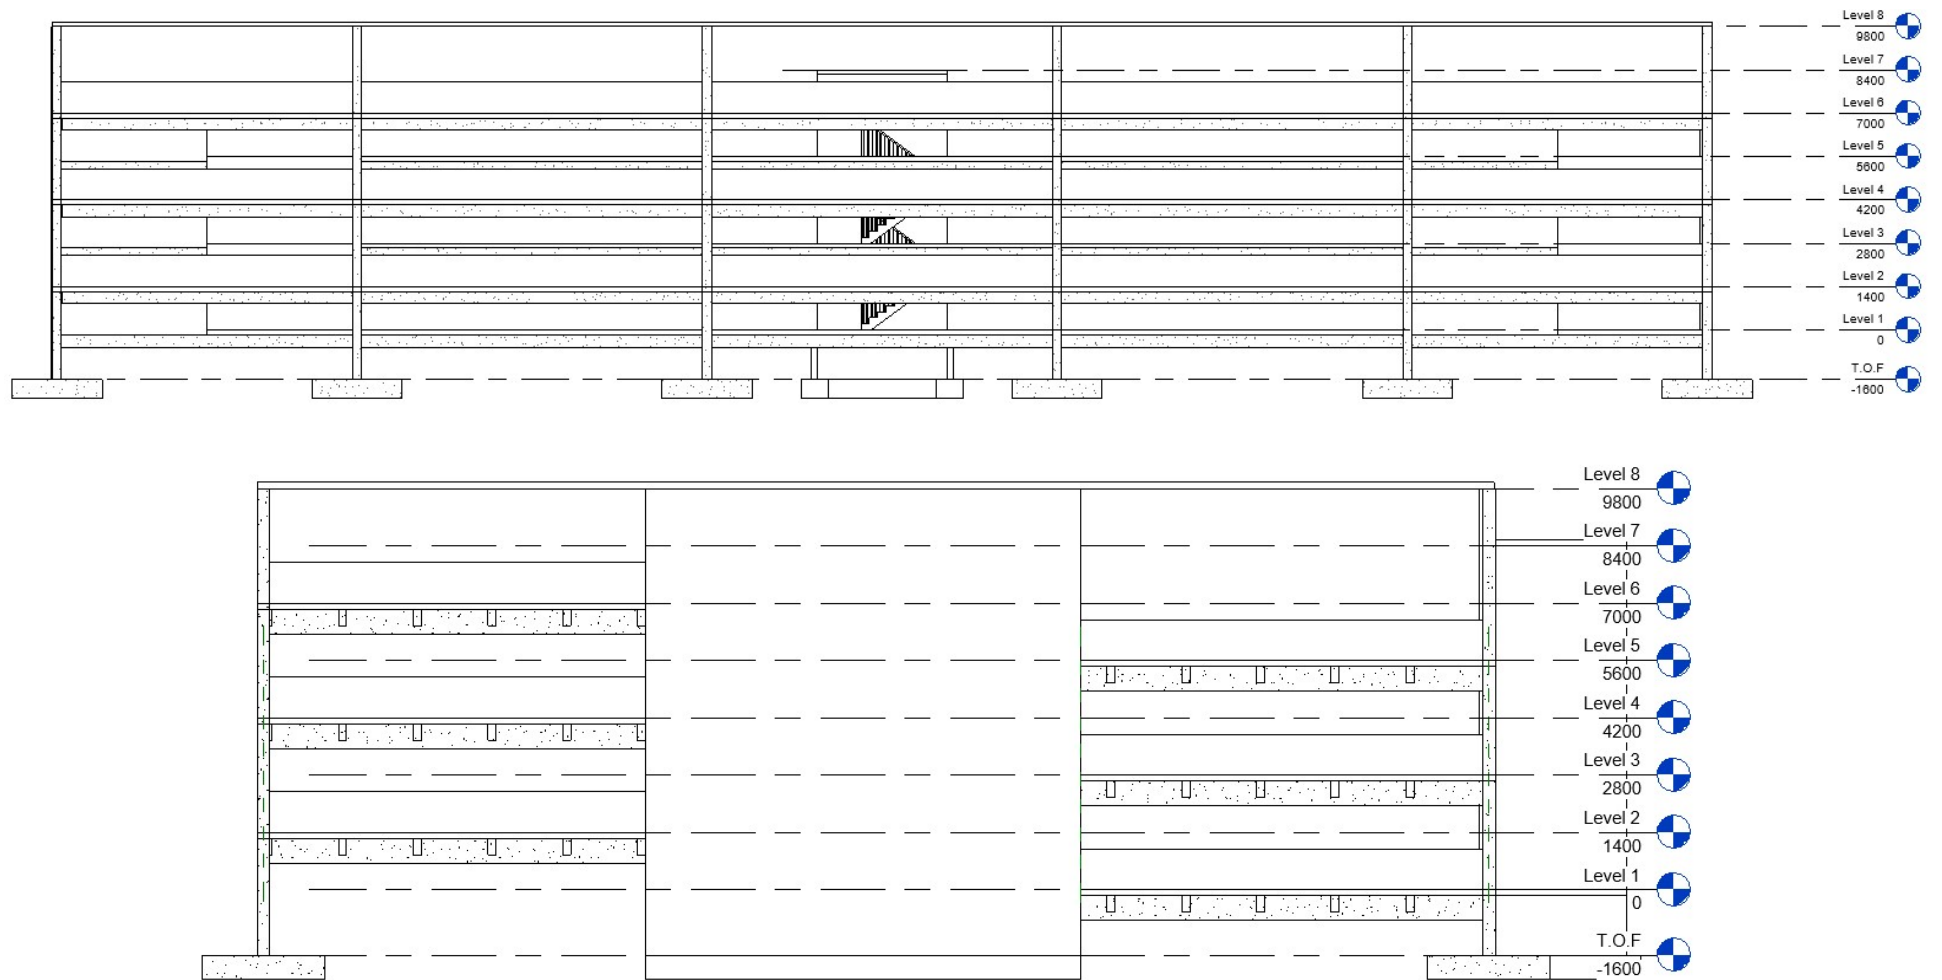 Level 8
9800
Level 7
8400
Level 6
7000
Level 5
5600
Level 4
4200
Level 3
2800
Level 2
1400
Level 1
0
T.O.F
-1600
Level 8
9800
Level 7
8400
Level 6
7000
Level 5
5600
Level 4
4200
Level 3
2800
Level 2
1400
Level 1
0
T.O.F
-1600